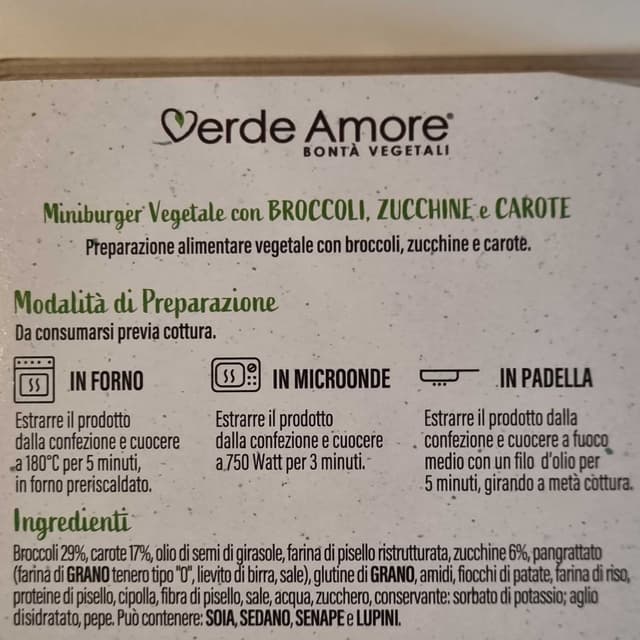 Verde Amore®
BONTÀ VEGETALI
Miniburger Vegetale con BROCCOLI, ZUCCHINE e CAROTE
Preparazione alimentare vegetale con broccoli, zucchine e carote.
Modalità di Preparazione
Da consumarsi previa cottura.
IN FORNO
Estrarre il prodotto
dalla confezione e cuocere
a 180°C per 5 minuti,
in forno preriscaldato.
IN MICROONDE
Estrarre il prodotto
dalla confezione e cuocere
a 750 Watt per 3 minuti.
IN PADELLA
Estrarre il prodotto dalla
confezione e cuocere a fuoco
medio con un filo d'olio per
5 minuti, girando a metà cottura.
Ingredienti
Broccoli 29%, carote 17%, olio di semi di girasole, farina di pisello ristrutturata, zucchine 6%, pangrattato
(farina di GRANO tenero tipo "0", lievito di birra, sale), glutine di GRANO, amidi, fiocchi di patate, farina di riso,
proteine di pisello, cipolla, fibra di pisello, sale, acqua, zucchero, conservante: sorbato di potassio; aglio
disidratato, pepe. Può contenere: SOIA, SEDANO, SENAPE e LUPINI.